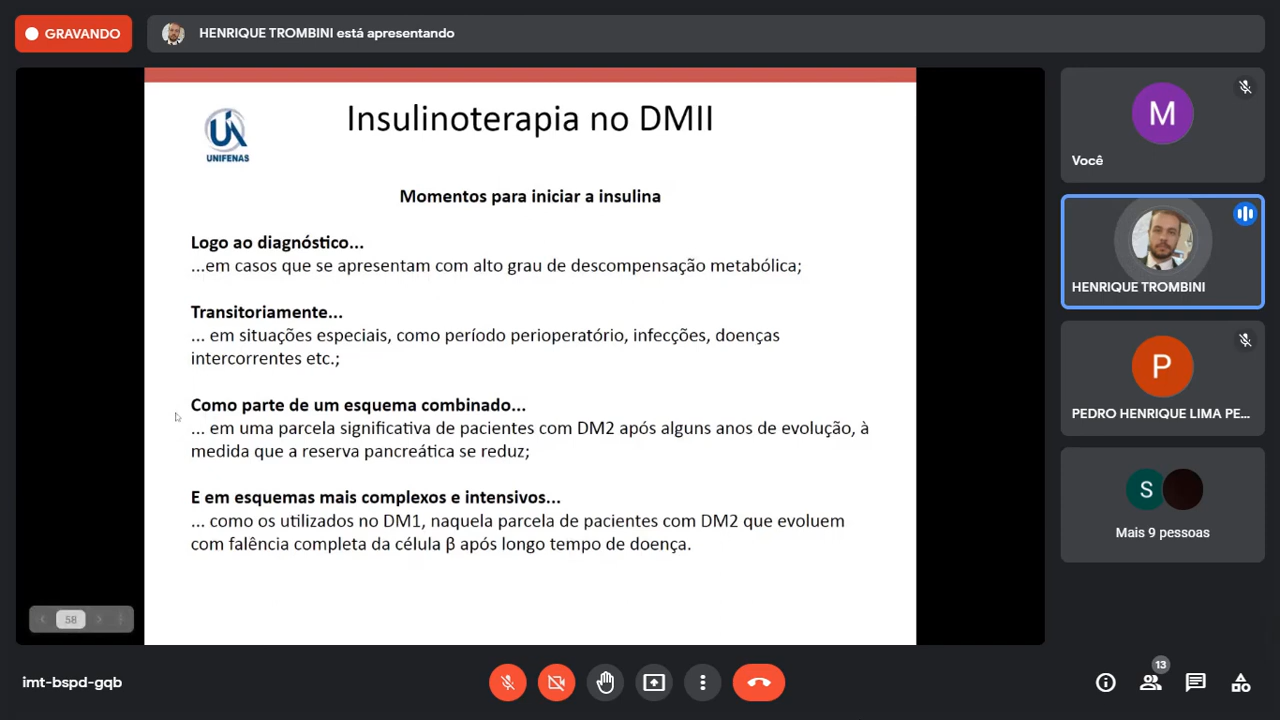 GRAVANDO
HENRIQUE TROMBINI está apresentando
UNIFENAS
Insulinoterapia no DMII
Momentos para iniciar a insulina
Logo ao diagnóstico...
...em casos que se apresentam com alto grau de descompensação metabólica;
Transitoriamente...
... em situações especiais, como período perioperatório, infecções, doenças
intercorrentes etc.;
Como parte de um esquema combinado...
... em uma parcela significativa de pacientes com DM2 após alguns anos de evolução, à
medida que a reserva pancreática se reduz;
E em esquemas mais complexos e intensivos...
... como os utilizados no DM1, naquela parcela de pacientes com DM2 que evoluem
com falência completa da célula β após longo tempo de doença.
58
M
Você
HENRIQUE TROMBINI
P
PEDRO HENRIQUE LIMA PE...
S
Mais 9 pessoas
imt-bspd-gqb
13